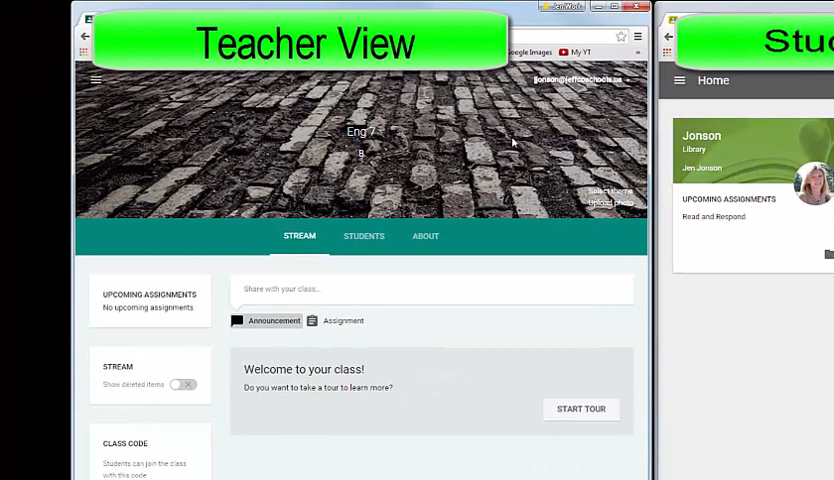 Teacher View
Stu
Jen Work
Google Images
My YT
»
jjonson@jeffcoschools.us
Home
Eng 7
B
Select theme
Upload photo
Jonson
Library
Jen Jonson
UPCOMING ASSIGNMENTS
Read and Respond
STREAM
STUDENTS
ABOUT
UPCOMING ASSIGNMENTS
No upcoming assignments
Share with your class...
Announcement
Assignment
STREAM
Show deleted items
Welcome to your class!
Do you want to take a tour to learn more?
START TOUR
CLASS CODE
Students can join the class
with this code